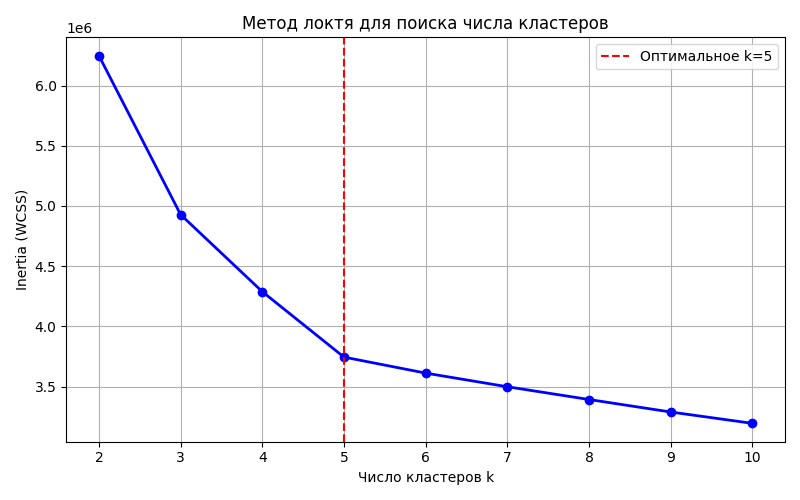 Метод локтя для поиска числа кластеров
1e6
Оптимальное k=5
6.0
5.5
5.0
4.5
4.0
3.5
Inertia (WCSS)
2 3 4 5 6 7 8 9 10
Число кластеров k